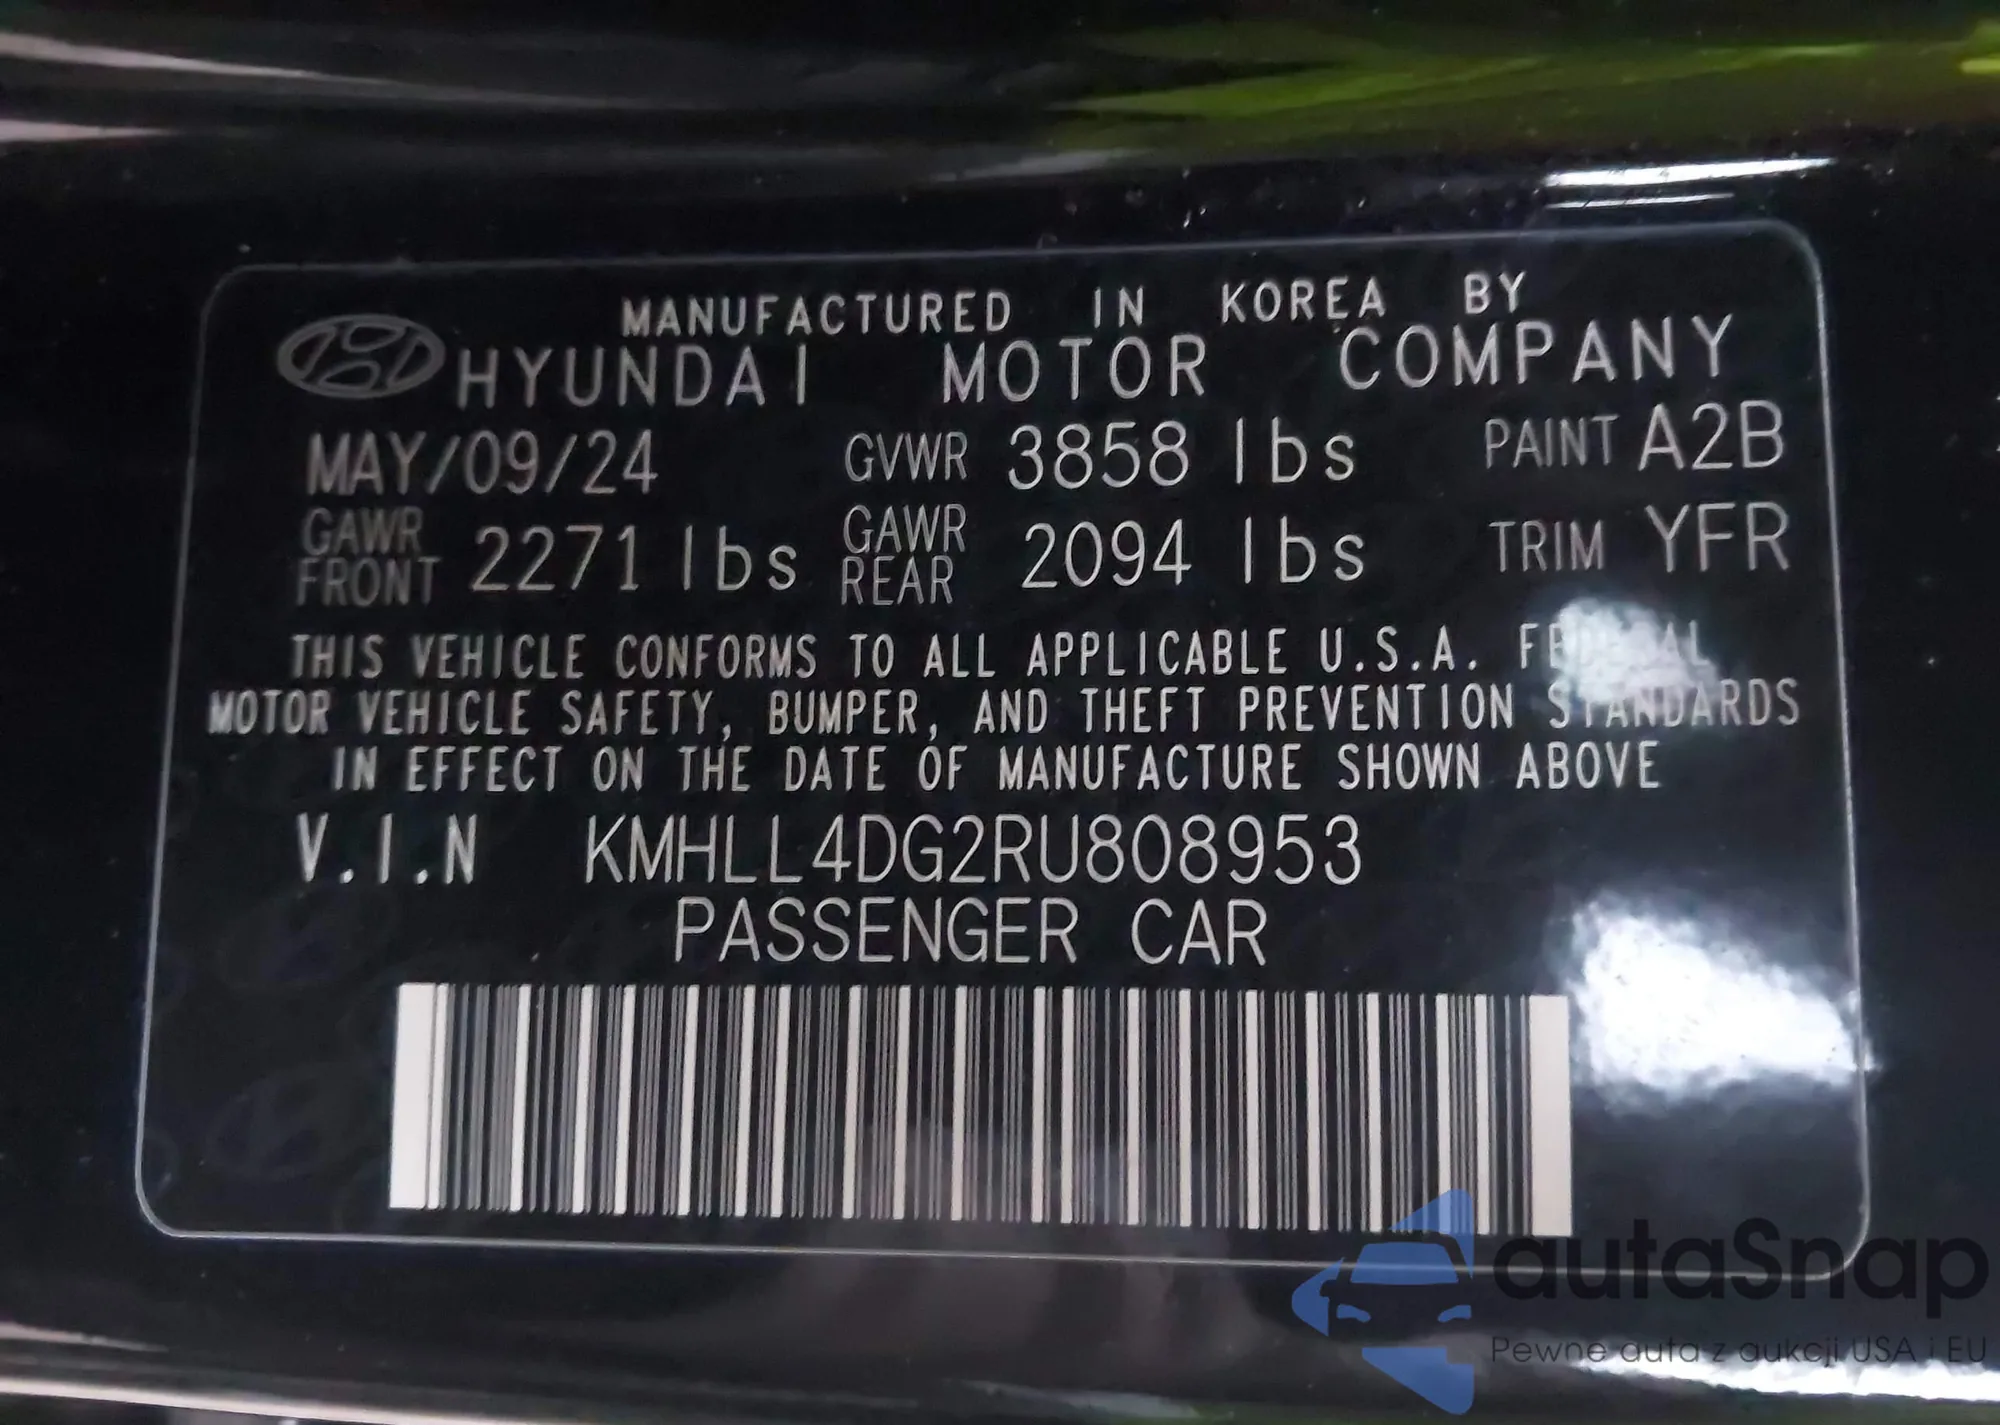 MANUFACTURED IN KOREA BY
HYUNDAI MOTOR COMPANY
MAY/09/24 GVWR 3858 lbs PAINT A2B
GAWR FRONT 2271 lbs GAWR REAR 2094 lbs TRIM YFR
THIS VEHICLE CONFORMS TO ALL APPLICABLE U.S.A. FEDERAL
MOTOR VEHICLE SAFETY, BUMPER, AND THEFT PREVENTION STANDARDS
IN EFFECT ON THE DATE OF MANUFACTURE SHOWN ABOVE
V.I.N KMHLL4DG2RU808953
PASSENGER CAR
autaSnap
Pewne auta z aukcji USA i EU